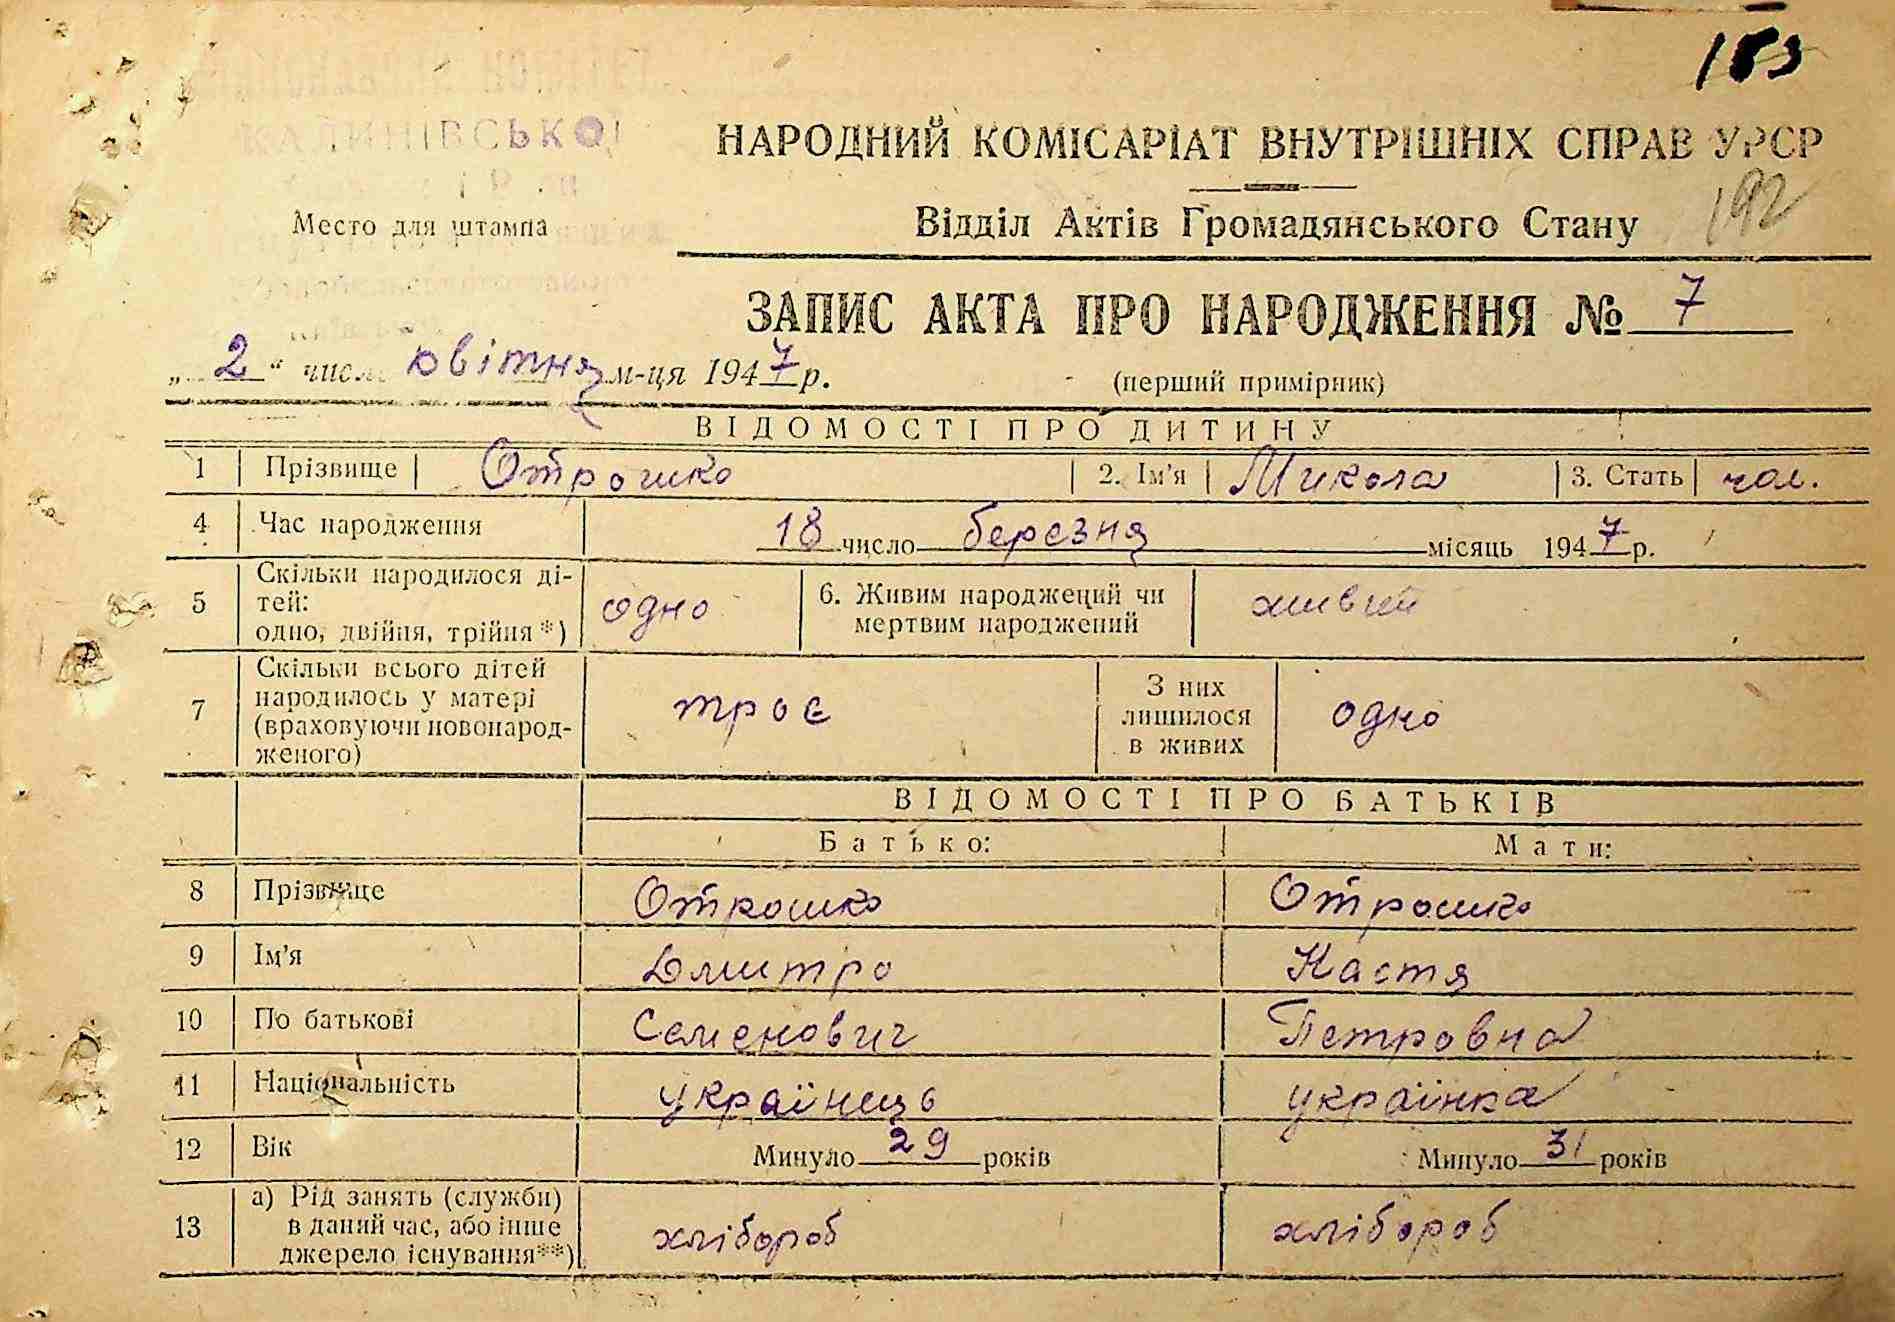 183
КАЛИНІВСЬКОІ
НАРОДНИЙ КОМІСАРІАТ ВНУТРІШНІХ СПРАВ УРСР
192
Место для штампа
Відділ Актів Громадянського Стану
ЗАПИС АКТА ПРО НАРОДЖЕННЯ № 7
„2“ число квітня м-ця 1947 р.
(перший примірник)
ВІДОМОСТІ ПРО ДИТИНУ
1 Прізвище Отрошко 2. Ім'я Микола 3. Стать чол.
4 Час народження 18 число березня місяць 1947 р.
5 Скільки народилося ді-
тей:
одно, двійня, трійня*) одно 6. Живим народжений чи
мертвим народжений живий
7 Скільки всього дітей
народилось у матері
(враховуючи новонарод-
женого) троє З них
лишилося
в живих одно
ВІДОМОСТІ ПРО БАТЬКІВ
Батько: Мати:
8 Прізвище Отрошко Отрошко
9 Ім'я Дмитро Настя
10 По батькові Семенович Петровна
11 Національність українець українка
12 Вік Минуло 29 років Минуло 31 років
13 а) Рід занять (служби)
в даний час, або інше
джерело існування**) хлібороб хлібороб